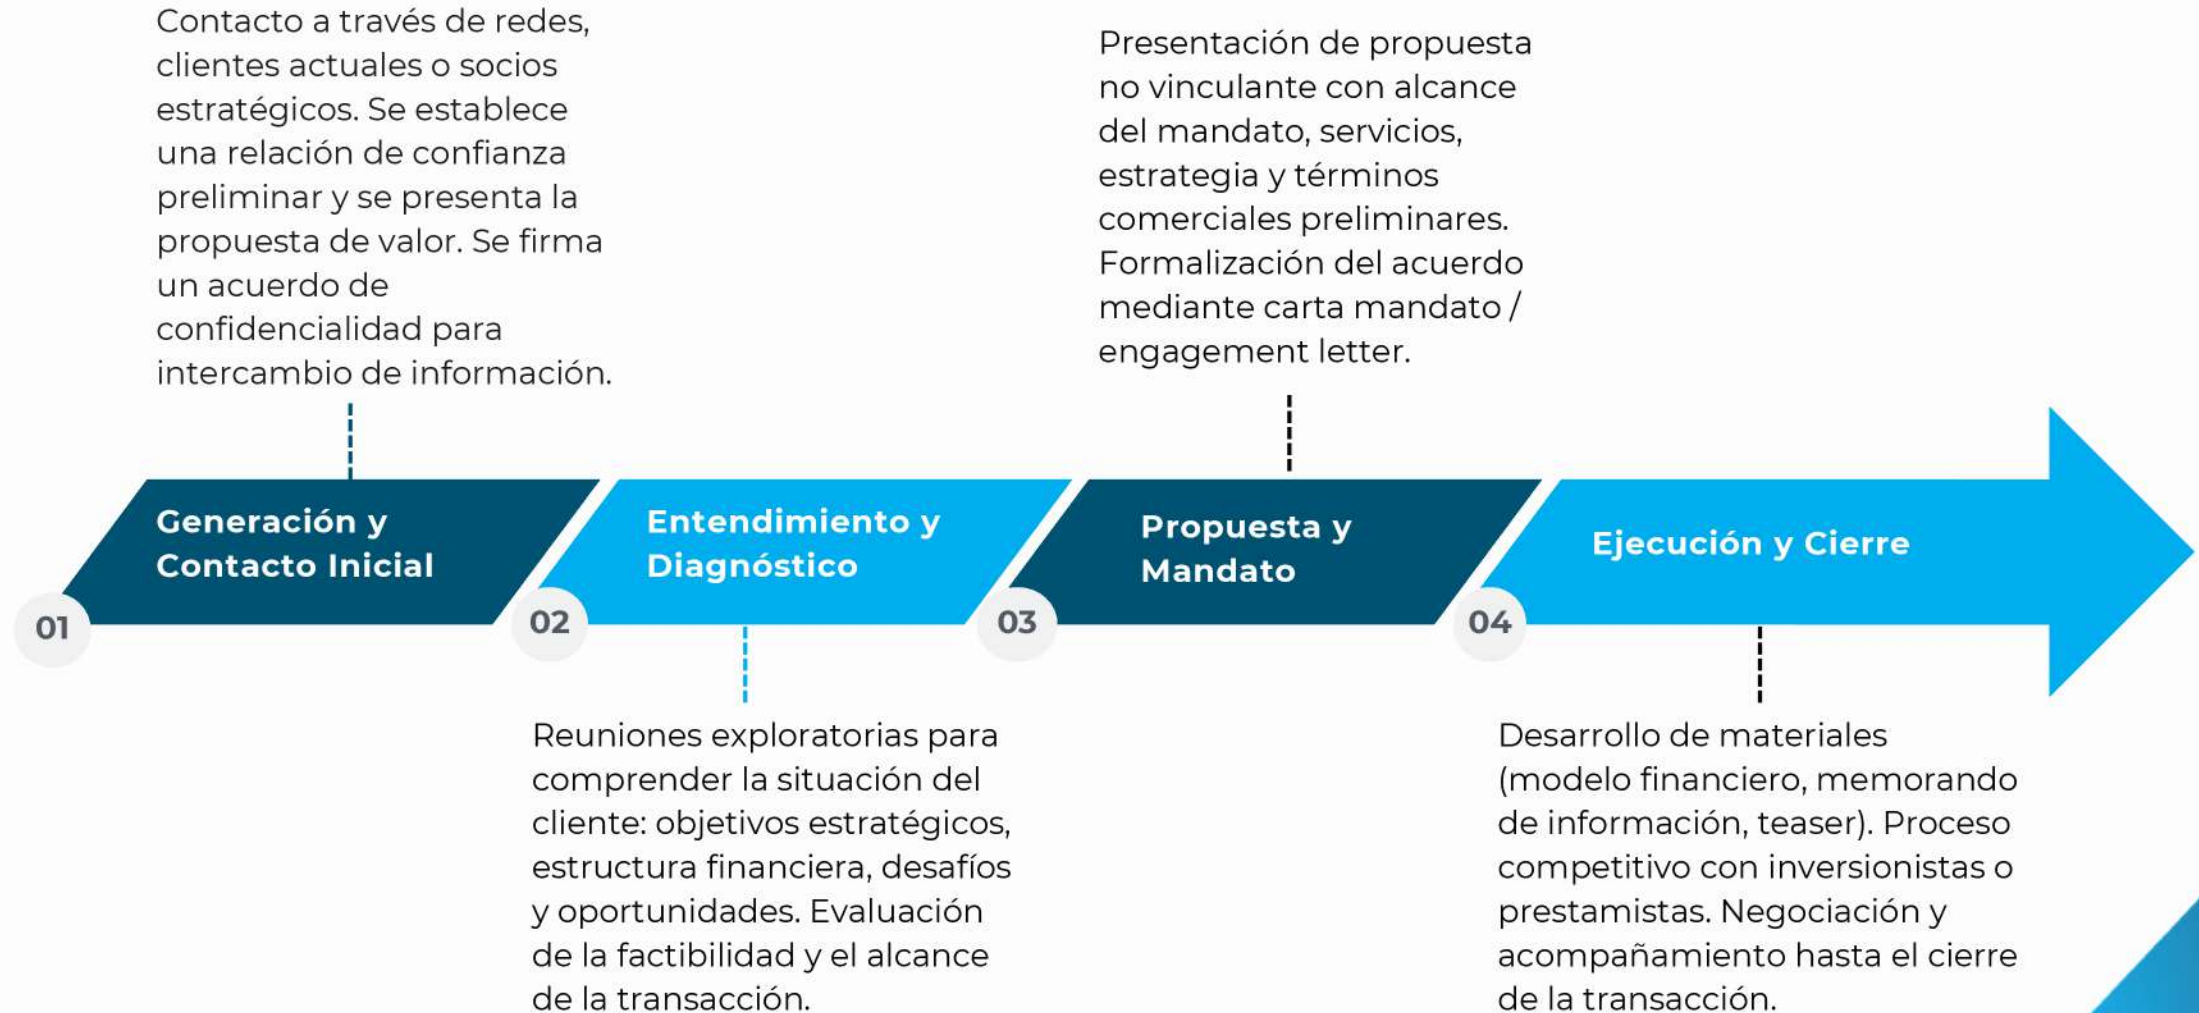 Contacto a través de redes,
clientes actuales o socios
estratégicos. Se establece
una relación de confianza
preliminar y se presenta la
propuesta de valor. Se firma
un acuerdo de
confidencialidad para
intercambio de información.
Presentación de propuesta
no vinculante con alcance
del mandato, servicios,
estrategia y términos
comerciales preliminares.
Formalización del acuerdo
mediante carta mandato /
engagement letter.
01
Generación y
Contacto Inicial
02
Entendimiento y
Diagnóstico
03
Propuesta y
Mandato
04
Ejecución y Cierre
Reuniones exploratorias para
comprender la situación del
cliente: objetivos estratégicos,
estructura financiera, desafíos
y oportunidades. Evaluación
de la factibilidad y el alcance
de la transacción.
Desarrollo de materiales
(modelo financiero, memorando
de información, teaser). Proceso
competitivo con inversionistas o
prestamistas. Negociación y
acompañamiento hasta el cierre
de la transacción.